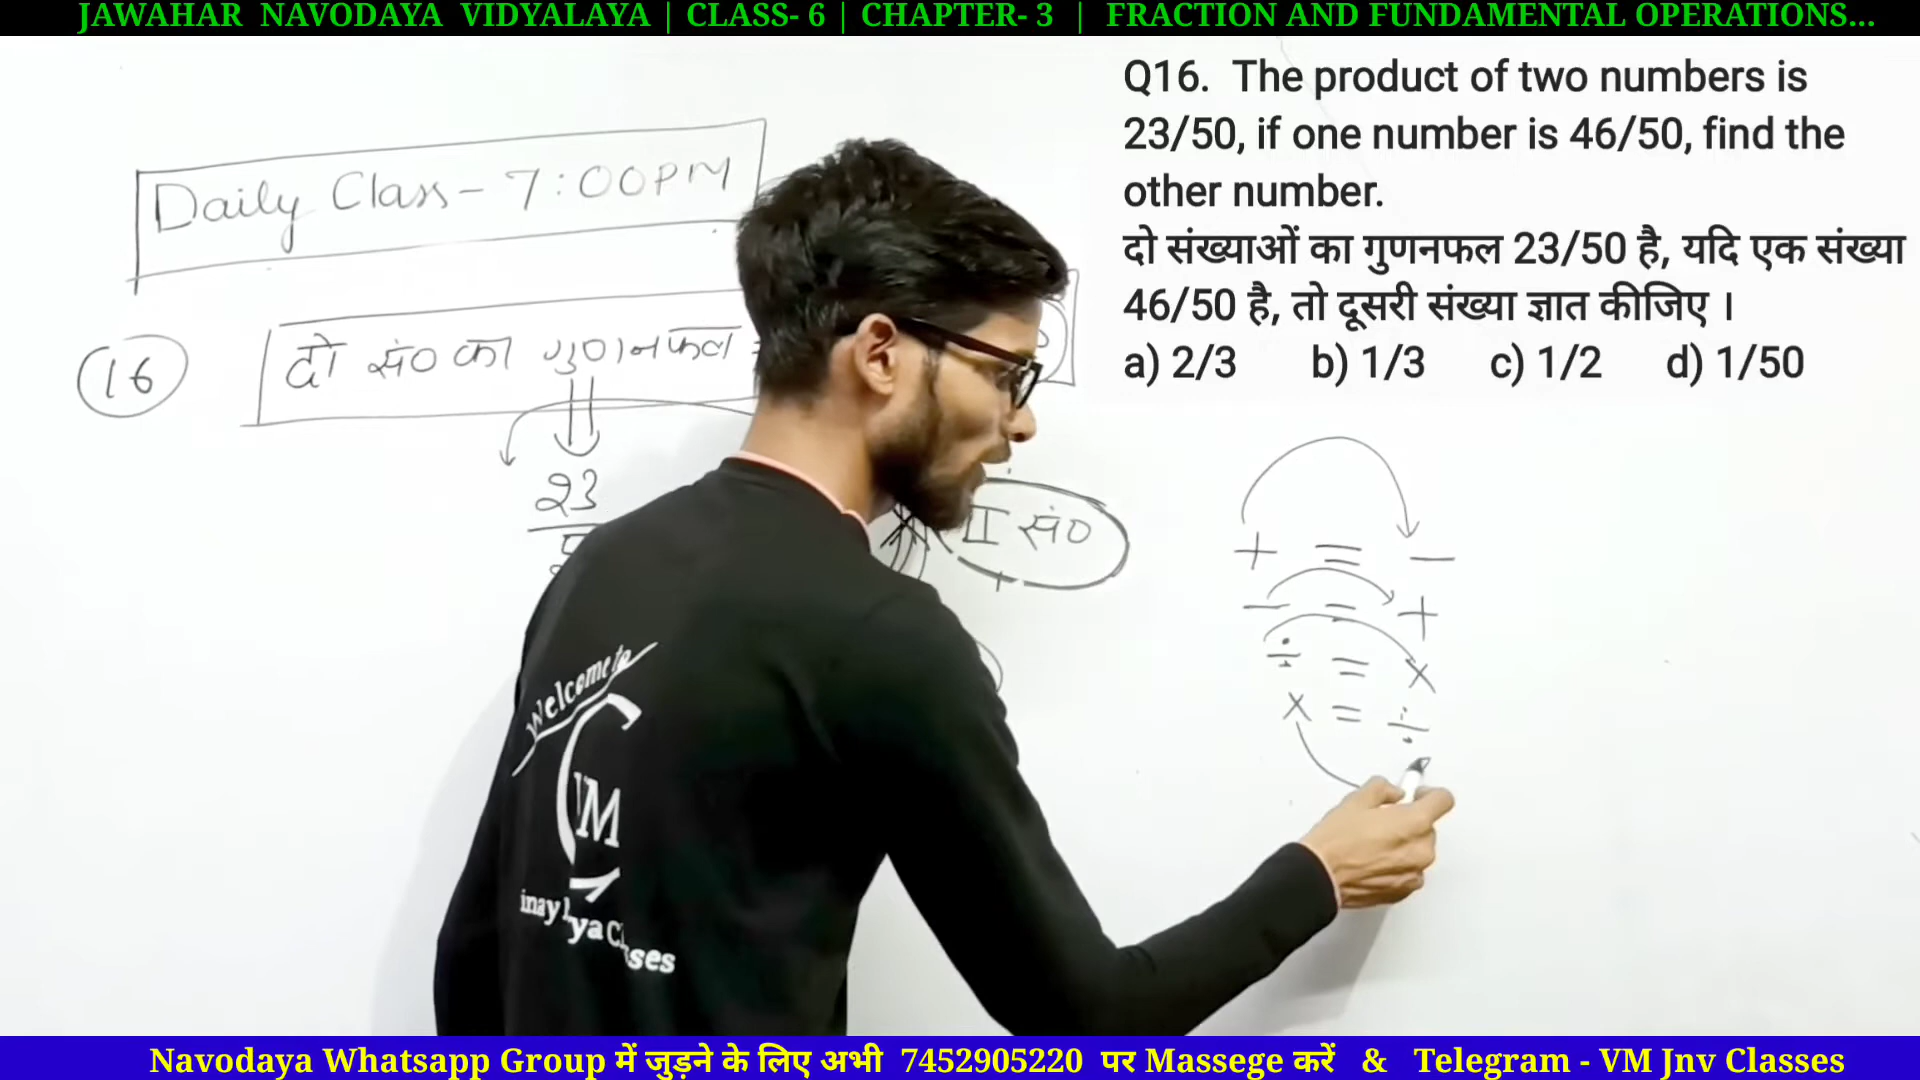 JAWAHAR NAVODAYA VIDYALAYA | CLASS- 6 | CHAPTER- 3 | FRACTION AND FUNDAMENTAL OPERATIONS...
Q16. The product of two numbers is
23/50, if one number is 46/50, find the
other number.
दो संख्याओं का गुणनफल 23/50 है, यदि एक संख्या
46/50 है, तो दूसरी संख्या ज्ञात कीजिए ।
a) 2/3 b) 1/3 c) 1/2 d) 1/50
Daily Class - 7:00PM
16
दो सं० का गुणनफल =
23
II सं०
+ = -
- = +
÷ = ×
× = ÷
Welcome to
VM
Navodaya Whatsapp Group में जुड़ने के लिए अभी 7452905220 पर Massege करें & Telegram - VM Jnv Classes